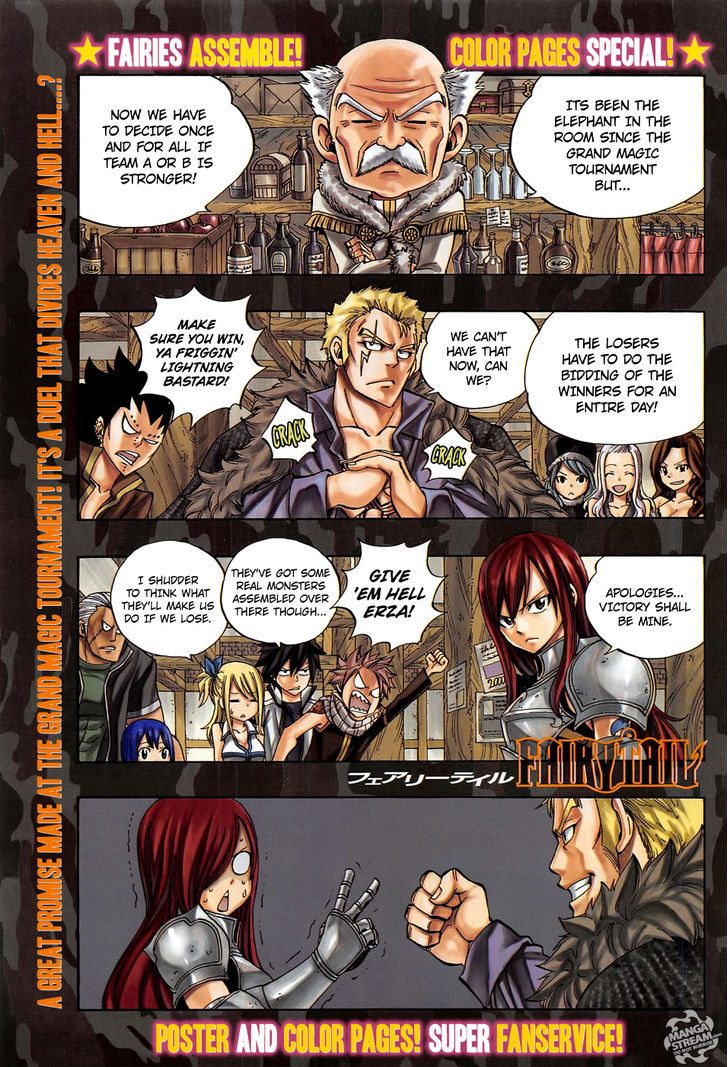 ★FAIRIES ASSEMBLE!
COLOR PAGES SPECIAL!★
A GREAT PROMISE MADE AT THE GRAND MAGIC TOURNAMENT! IT'S A DUEL THAT DIVIDES HEAVEN AND HELL.....?
ITS BEEN THE
ELEPHANT IN THE
ROOM SINCE THE
GRAND MAGIC
TOURNAMENT
BUT...
NOW WE HAVE
TO DECIDE ONCE
AND FOR ALL IF
TEAM A OR B IS
STRONGER!
THE LOSERS
HAVE TO DO THE
BIDDING OF THE
WINNERS FOR AN
ENTIRE DAY!
WE CAN'T
HAVE THAT
NOW, CAN
WE?
CRACK
CRACK
MAKE
SURE YOU WIN,
YA FRIGGIN'
LIGHTNING
BASTARD!
APOLOGIES...
VICTORY SHALL
BE MINE.
GIVE
'EM HELL
ERZA!
THEY'VE GOT SOME
REAL MONSTERS
ASSEMBLED OVER
THERE THOUGH...
I SHUDDER
TO THINK WHAT
THEY'LL MAKE US
DO IF WE LOSE.
フェアリーテイル FAIRY TAIL
POSTER AND COLOR PAGES! SUPER FANSERVICE!
MANGA
STREAM
DO NOT MIRROR